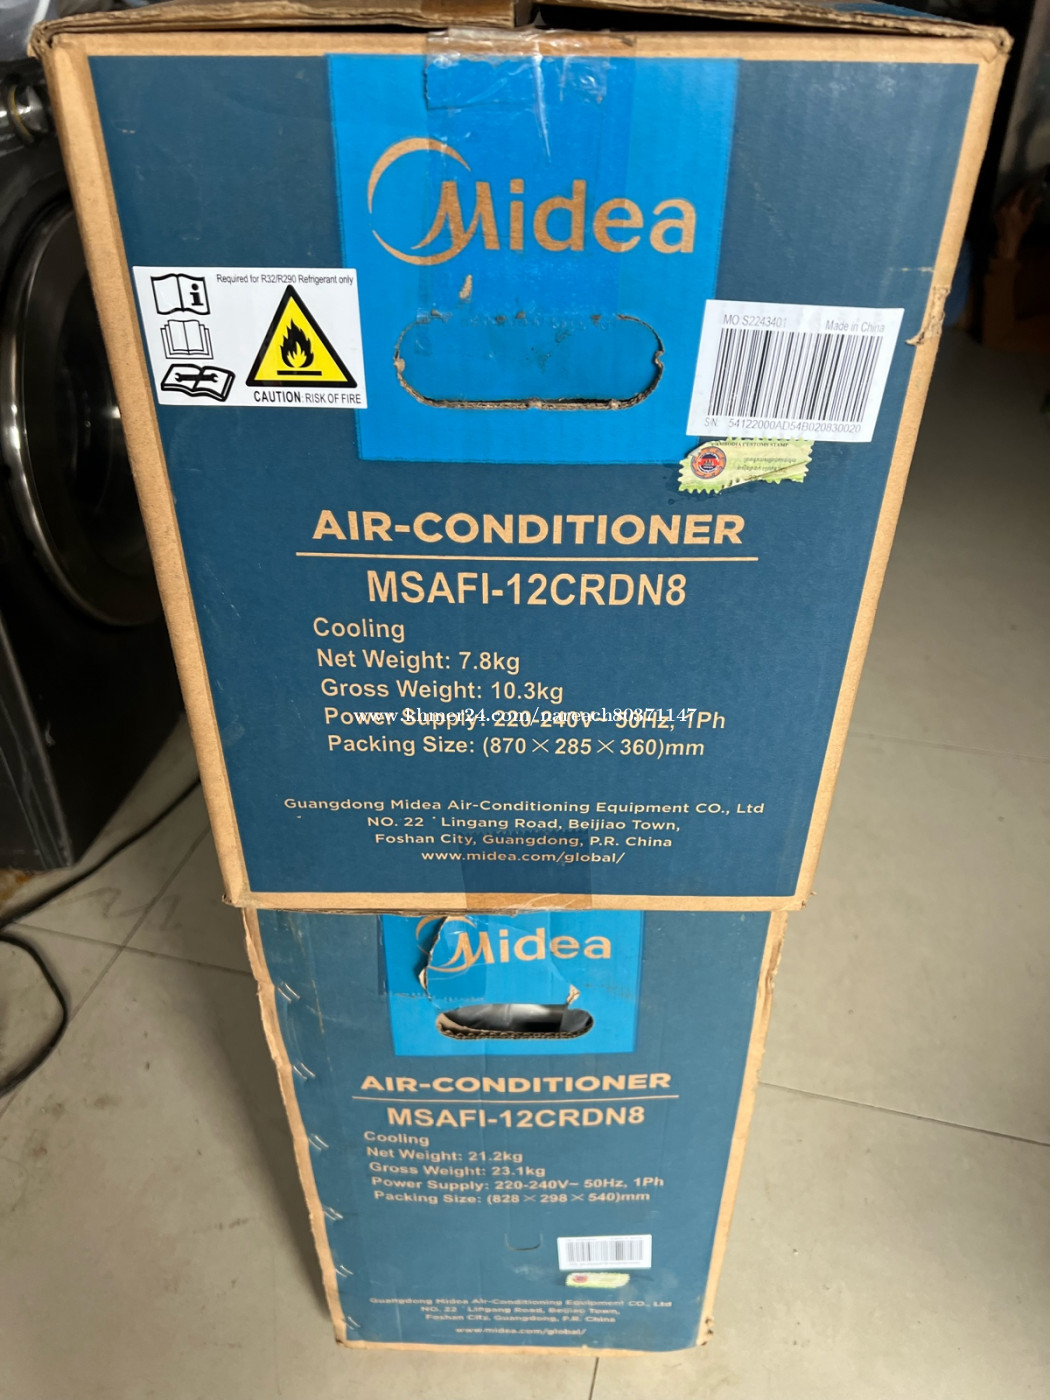 Midea
Required for R32/R290 Refrigerant only
CAUTION: RISK OF FIRE
MO.S2243401 Made in China
S/N. 54122000AD54B020830020
AIR-CONDITIONER
MSAFI-12CRDN8
Cooling
Net Weight: 7.8kg
Gross Weight: 10.3kg
Power Supply: 220-240V~ 50Hz, 1Ph
www.khmer24.com/nareach80371147
Packing Size: (870×285×360)mm
Guangdong Midea Air-Conditioning Equipment CO., Ltd
NO. 22 ' Lingang Road, Beijiao Town,
Foshan City, Guangdong, P.R. China
www.midea.com/global/
Midea
AIR-CONDITIONER
MSAFI-12CRDN8
Cooling
Net Weight: 21.2kg
Gross Weight: 23.1kg
Power Supply: 220-240V~ 50Hz, 1Ph
Packing Size: (828×298×540)mm
Guangdong Midea Air-Conditioning Equipment CO., Ltd
NO. 22 ' Lingang Road, Beijiao Town,
Foshan City, Guangdong, P.R. China
www.midea.com/global/